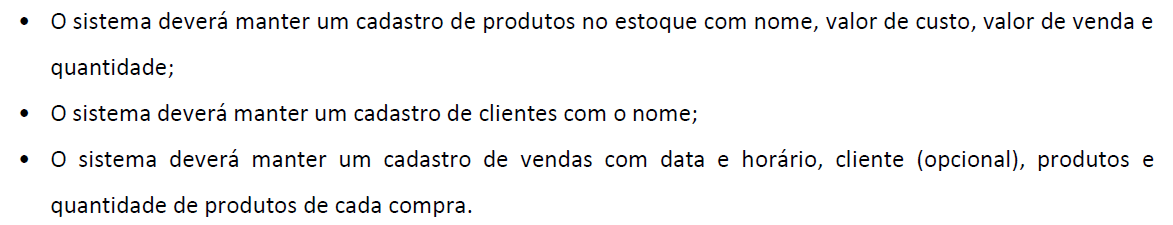 • O sistema deverá manter um cadastro de produtos no estoque com nome, valor de custo, valor de venda e
quantidade;
• O sistema deverá manter um cadastro de clientes com o nome;
• O sistema deverá manter um cadastro de vendas com data e horário, cliente (opcional), produtos e
quantidade de produtos de cada compra.